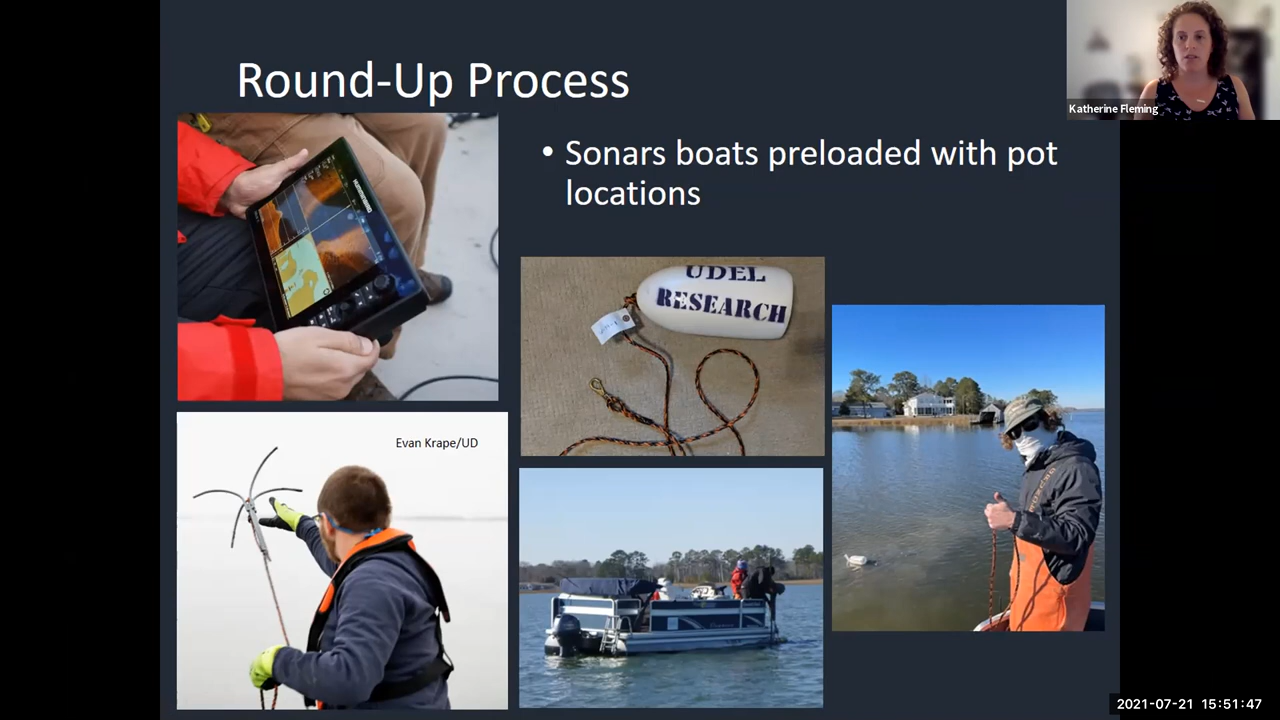 Round-Up Process
Katherine Fleming
• Sonars boats preloaded with pot
locations
UDEL
RESEARCH
Evan Krape/UD
2021-07-21 15:51:47